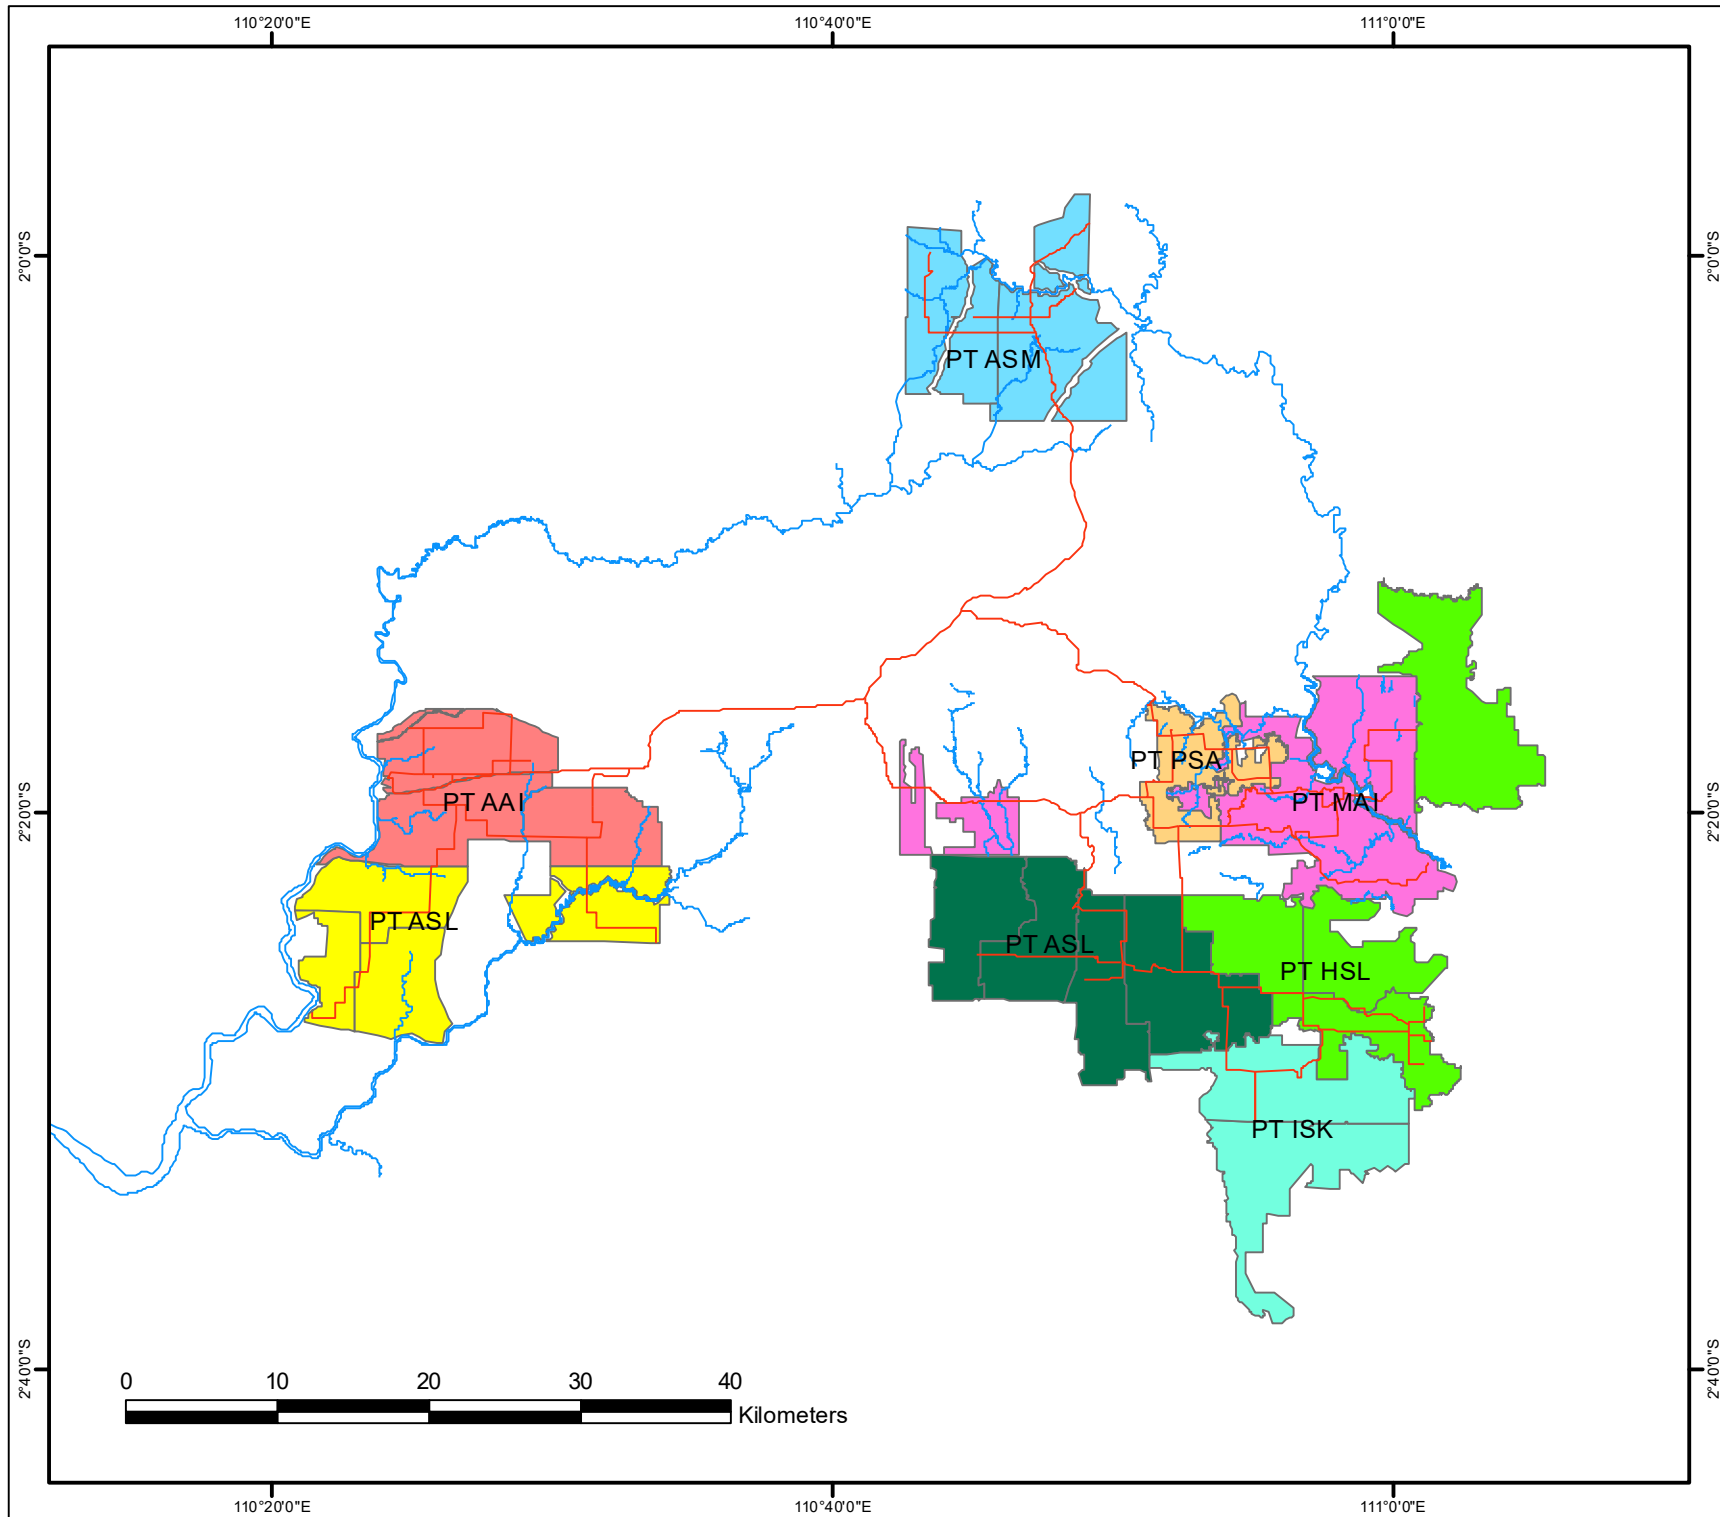 110°20'0"E
110°40'0"E
111°0'0"E
2°0'0"S
2°0'0"S
PT ASM
PT PSA
PT AAI
PT MAI
2°20'0"S
2°20'0"S
PT ASL
PT ASL
PT HSL
PT ISK
2°40'0"S
2°40'0"S
0 10 20 30 40
Kilometers
110°20'0"E
110°40'0"E
111°0'0"E